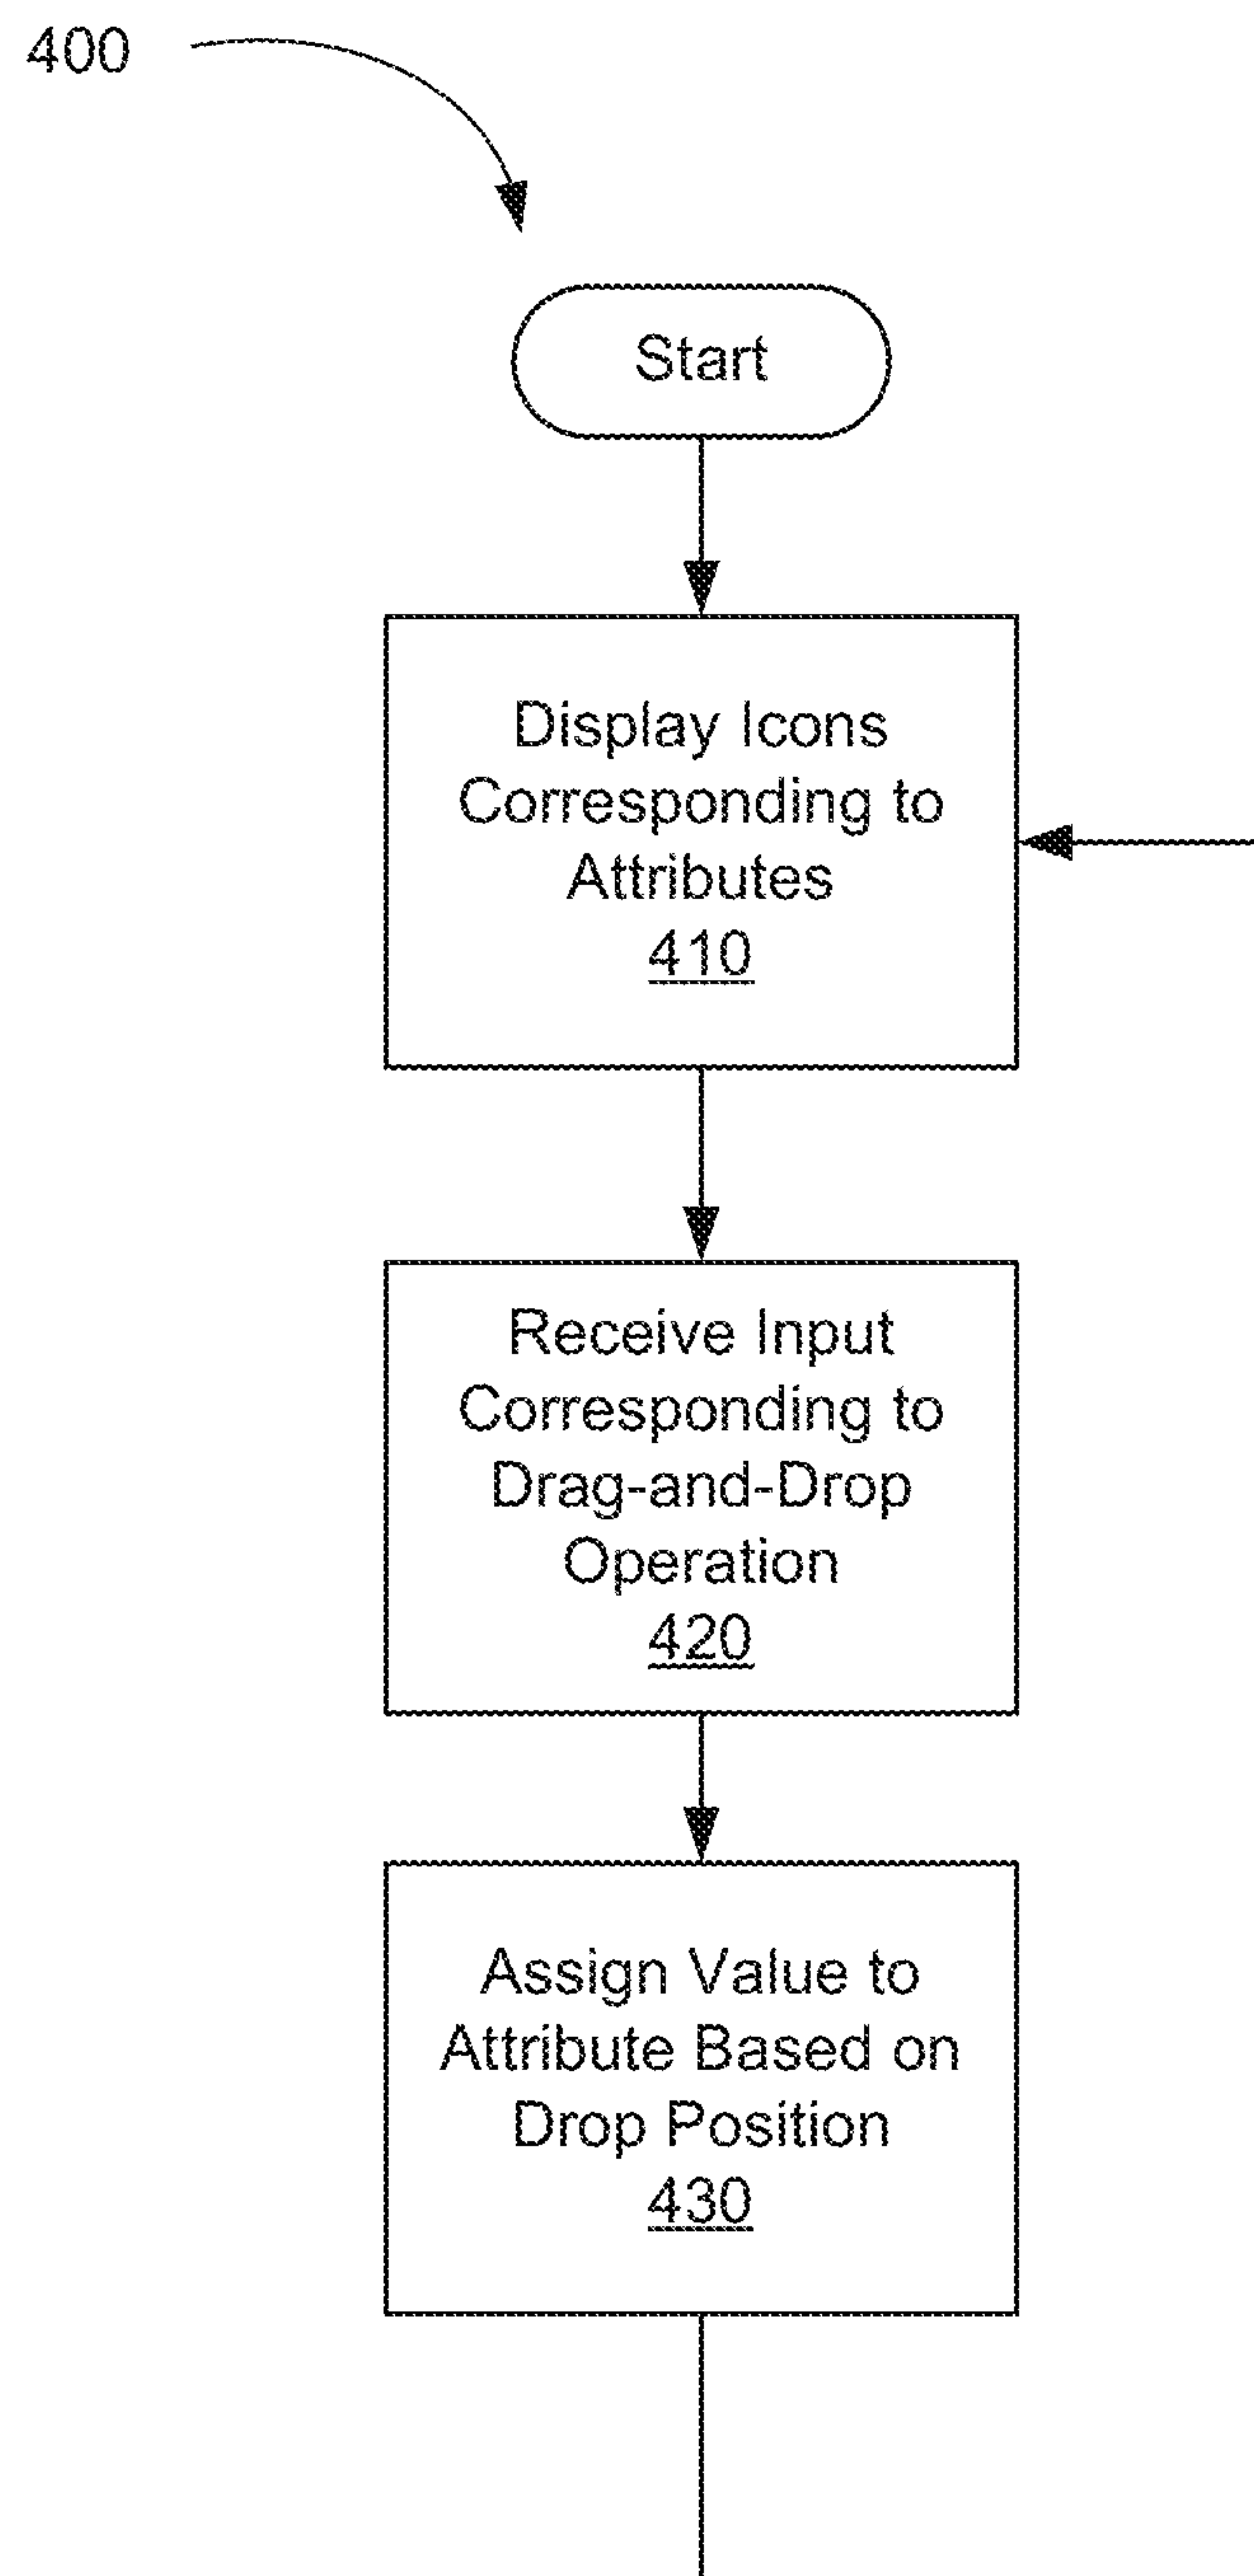 400
Start
Display Icons
Corresponding to
Attributes
410
Receive Input
Corresponding to
Drag-and-Drop
Operation
420
Assign Value to
Attribute Based on
Drop Position
430